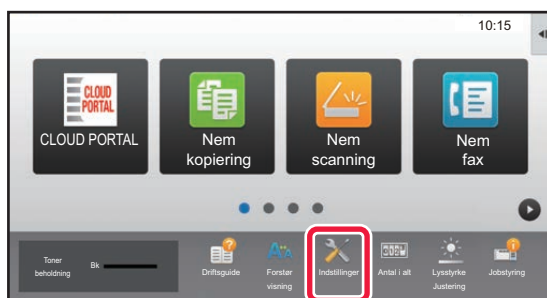 10:15
CLOUD
PORTAL
CLOUD PORTAL
Nem
kopiering
Nem
scanning
Nem
fax
Toner
beholdning
Bk
Driftsguide
Forstør
visning
Indstillinger
Antal i alt
Lysstyrke
Justering
Jobstyring